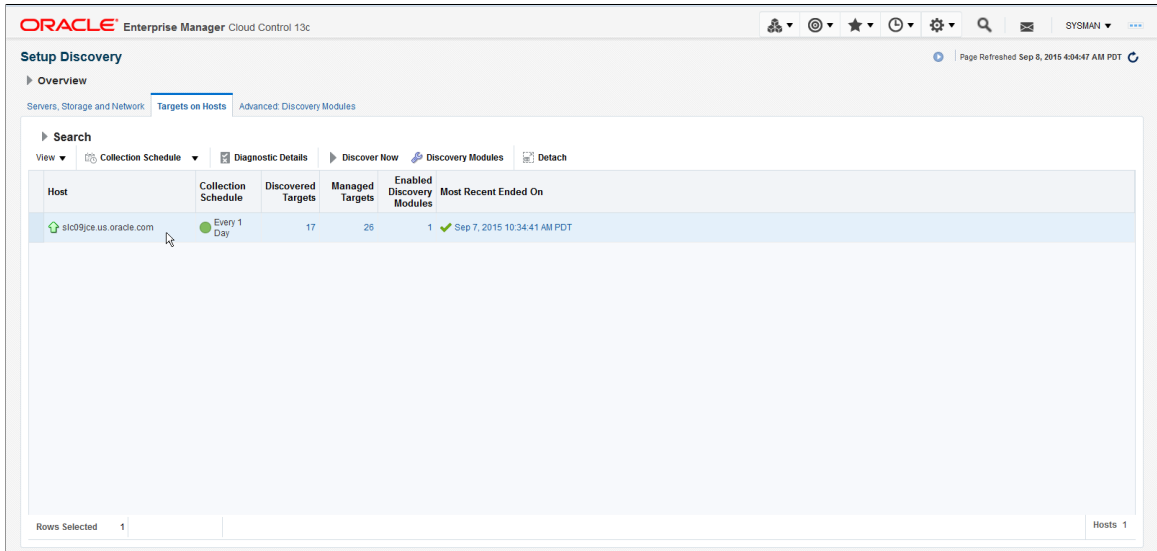 ORACLE Enterprise Manager Cloud Control 13c
SYSMAN
Setup Discovery
Page Refreshed Sep 8, 2015 4:04:47 AM PDT
Overview
Servers, Storage and Network Targets on Hosts Advanced: Discovery Modules
Search
View Collection Schedule Diagnostic Details Discover Now Discovery Modules Detach
Host Collection Schedule Discovered Targets Managed Targets Enabled Discovery Modules Most Recent Ended On
slc09jce.us.oracle.com Every 1 Day 17 26 1 Sep 7, 2015 10:34:41 AM PDT
Rows Selected 1 Hosts 1